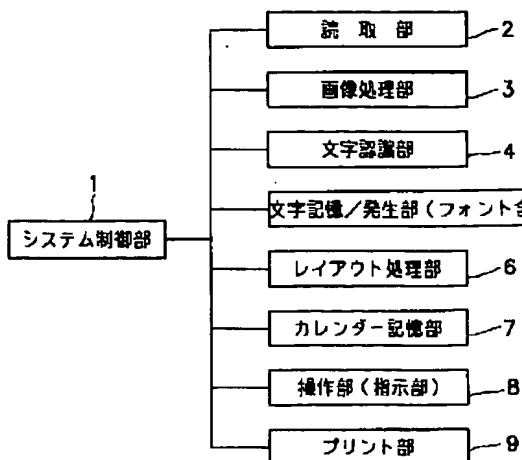 読取部 2
画像処理部 3
文字認識部 4
1
文字記憶/発生部(フォント含
システム制御部
レイアウト処理部 6
カレンダー記憶部 7
操作部(指示部) 8
プリント部 9